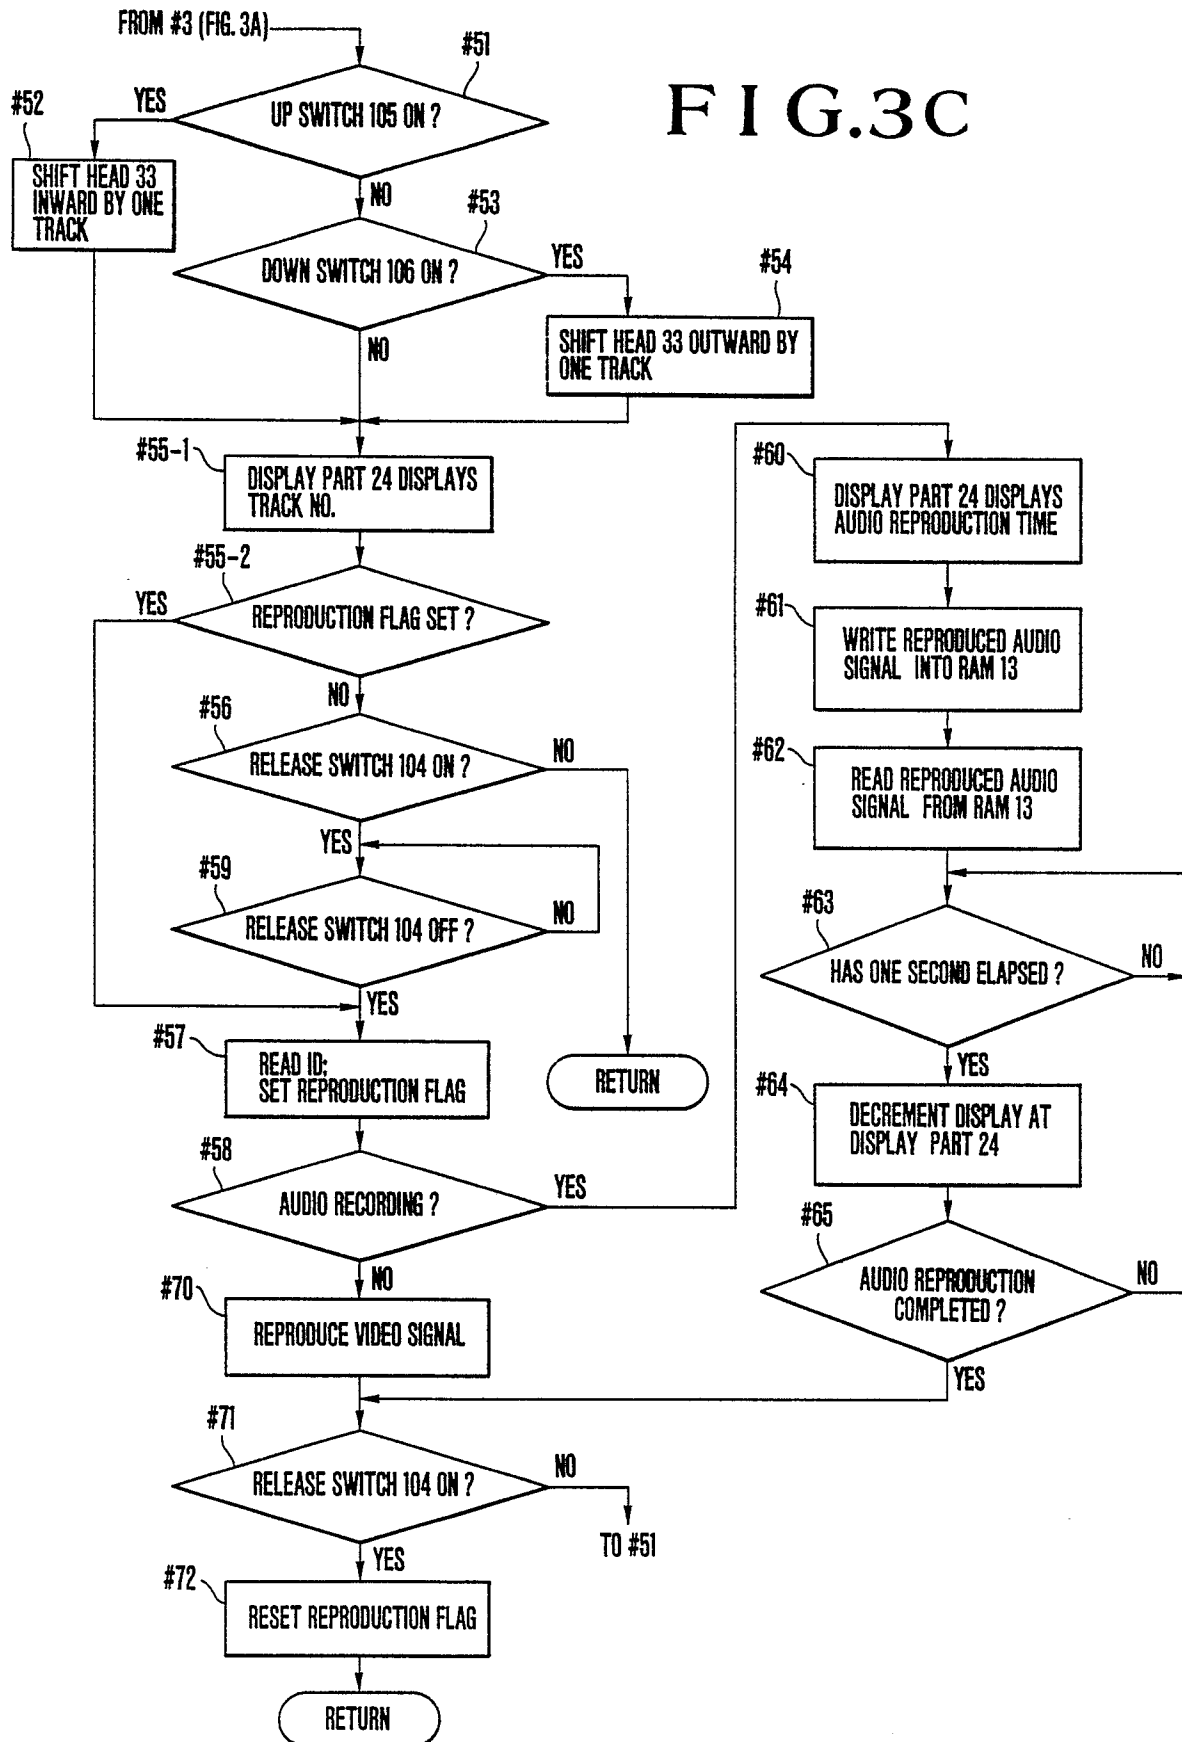 FROM #3 (FIG. 3A)
FIG.3C
#51
UP SWITCH 105 ON ?
YES
#52
SHIFT HEAD 33
INWARD BY ONE
TRACK
NO
#53
DOWN SWITCH 106 ON ?
YES
#54
SHIFT HEAD 33 OUTWARD BY
ONE TRACK
NO
#55-1
DISPLAY PART 24 DISPLAYS
TRACK NO.
#55-2
REPRODUCTION FLAG SET ?
YES
NO
#56
RELEASE SWITCH 104 ON ?
NO
YES
#59
RELEASE SWITCH 104 OFF ?
NO
YES
RETURN
#57
READ ID;
SET REPRODUCTION FLAG
#58
AUDIO RECORDING ?
YES
NO
#70
REPRODUCE VIDEO SIGNAL
#71
RELEASE SWITCH 104 ON ?
NO
TO #51
YES
#72
RESET REPRODUCTION FLAG
RETURN
#60
DISPLAY PART 24 DISPLAYS
AUDIO REPRODUCTION TIME
#61
WRITE REPRODUCED AUDIO
SIGNAL INTO RAM 13
#62
READ REPRODUCED AUDIO
SIGNAL FROM RAM 13
#63
HAS ONE SECOND ELAPSED ?
NO
YES
#64
DECREMENT DISPLAY AT
DISPLAY PART 24
#65
AUDIO REPRODUCTION
COMPLETED ?
NO
YES